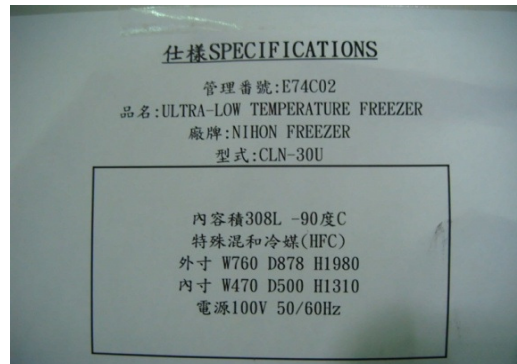 仕樣SPECIFICATIONS
管理番號:E74C02
品名:ULTRA-LOW TEMPERATURE FREEZER
廠牌:NIHON FREEZER
型式:CLN-30U
內容積308L -90度C
特殊混和冷媒(HFC)
外寸 W760 D878 H1980
內寸 W470 D500 H1310
電源100V 50/60Hz